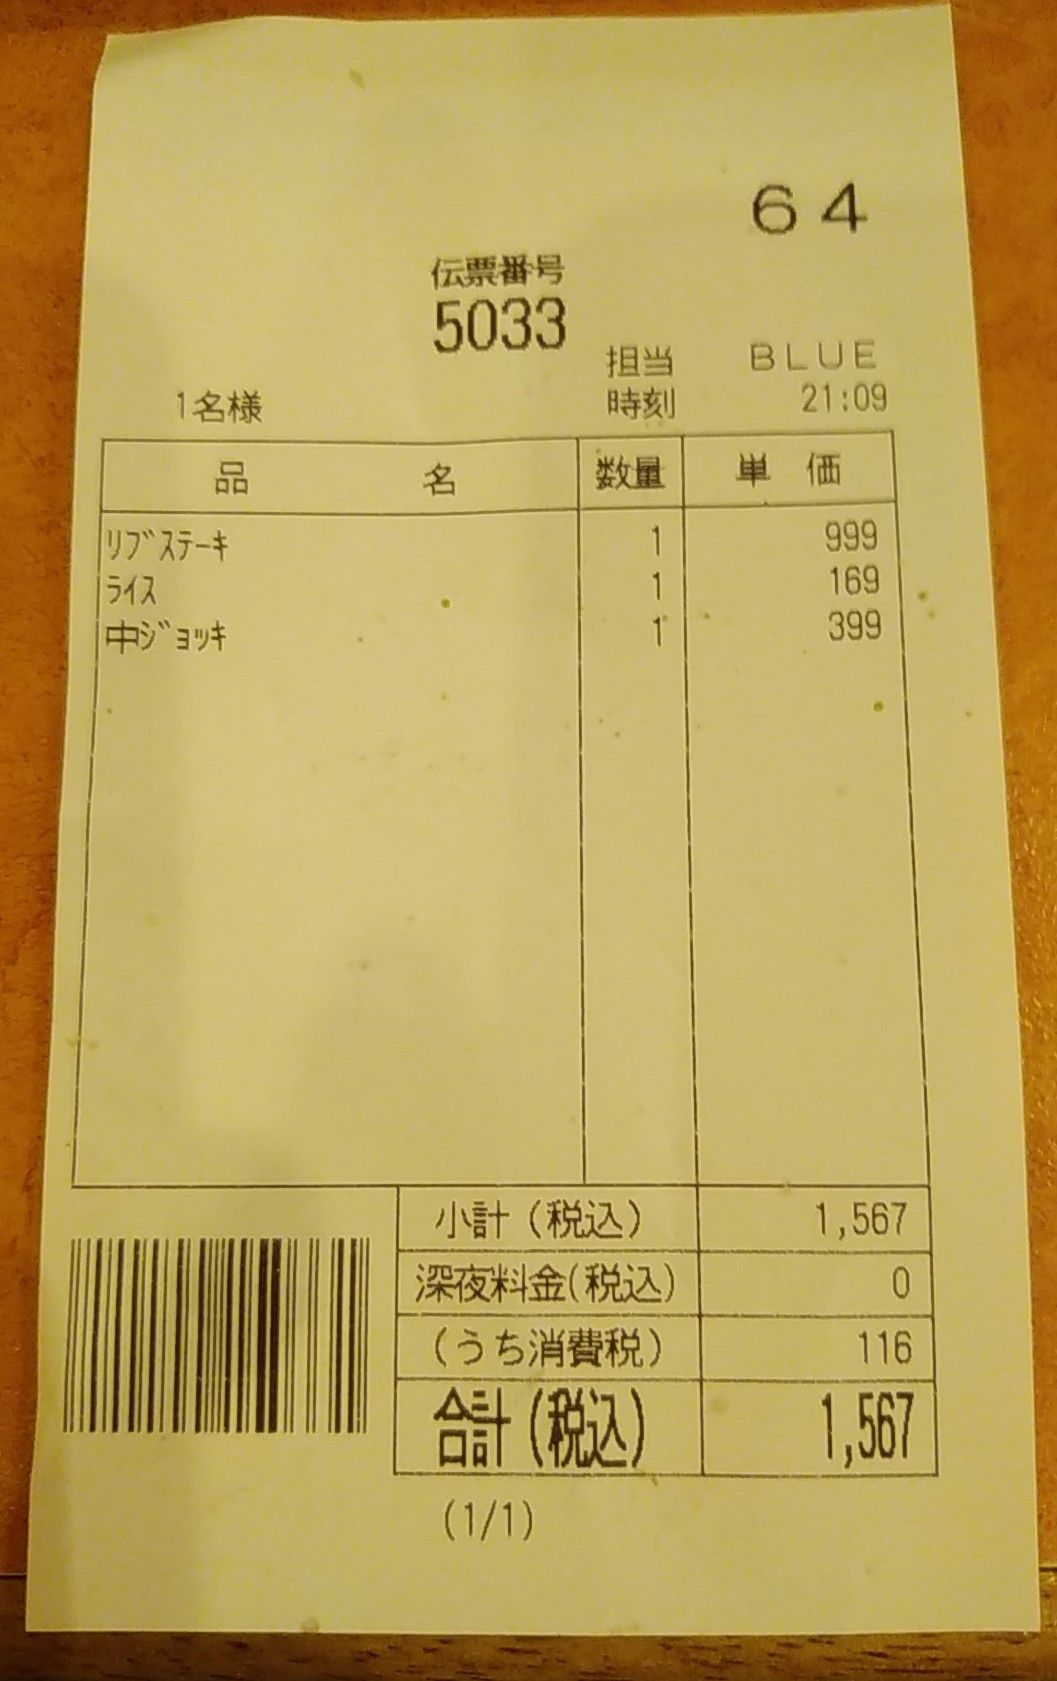 64
伝票番号
5033
担当 BLUE
1名様 時刻 21:09
品名 数量 単価
ﾘﾌﾞｽﾃｰｷ 1 999
ﾗｲｽ 1 169
中ｼﾞｮｯｷ 1 399
小計(税込) 1,567
深夜料金(税込) 0
(うち消費税) 116
合計(税込) 1,567
(1/1)